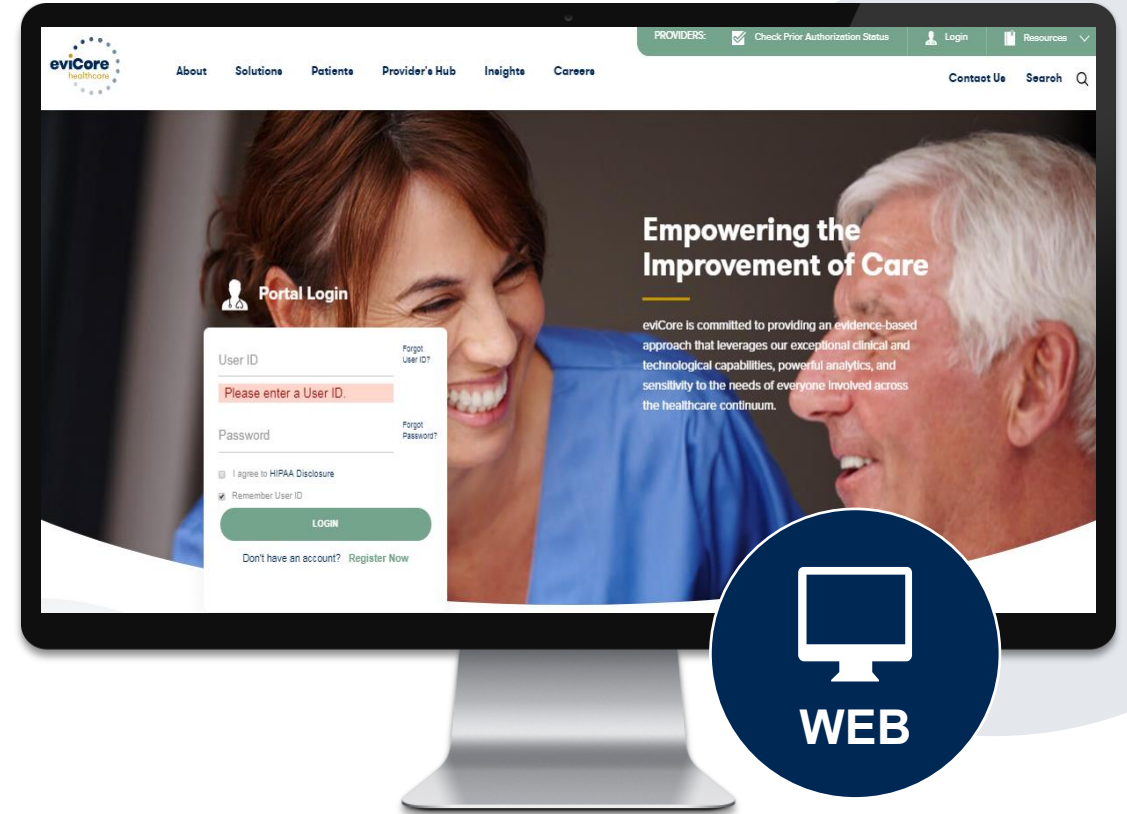 PROVIDERS: Check Prior Authorization Status Login Resources
eviCore
healthcare
About Solutions Patients Provider's Hub Insights Careers
Contact Us Search
Empowering the
Improvement of Care
eviCore is committed to providing an evidence-based
approach that leverages our exceptional clinical and
technological capabilities, powerful analytics, and
sensitivity to the needs of everyone involved across
the healthcare continuum.
Portal Login
User ID
Forgot
User ID?
Please enter a User ID.
Password
Forgot
Password?
I agree to HIPAA Disclosure
Remember User ID
LOGIN
Don't have an account? Register Now
WEB